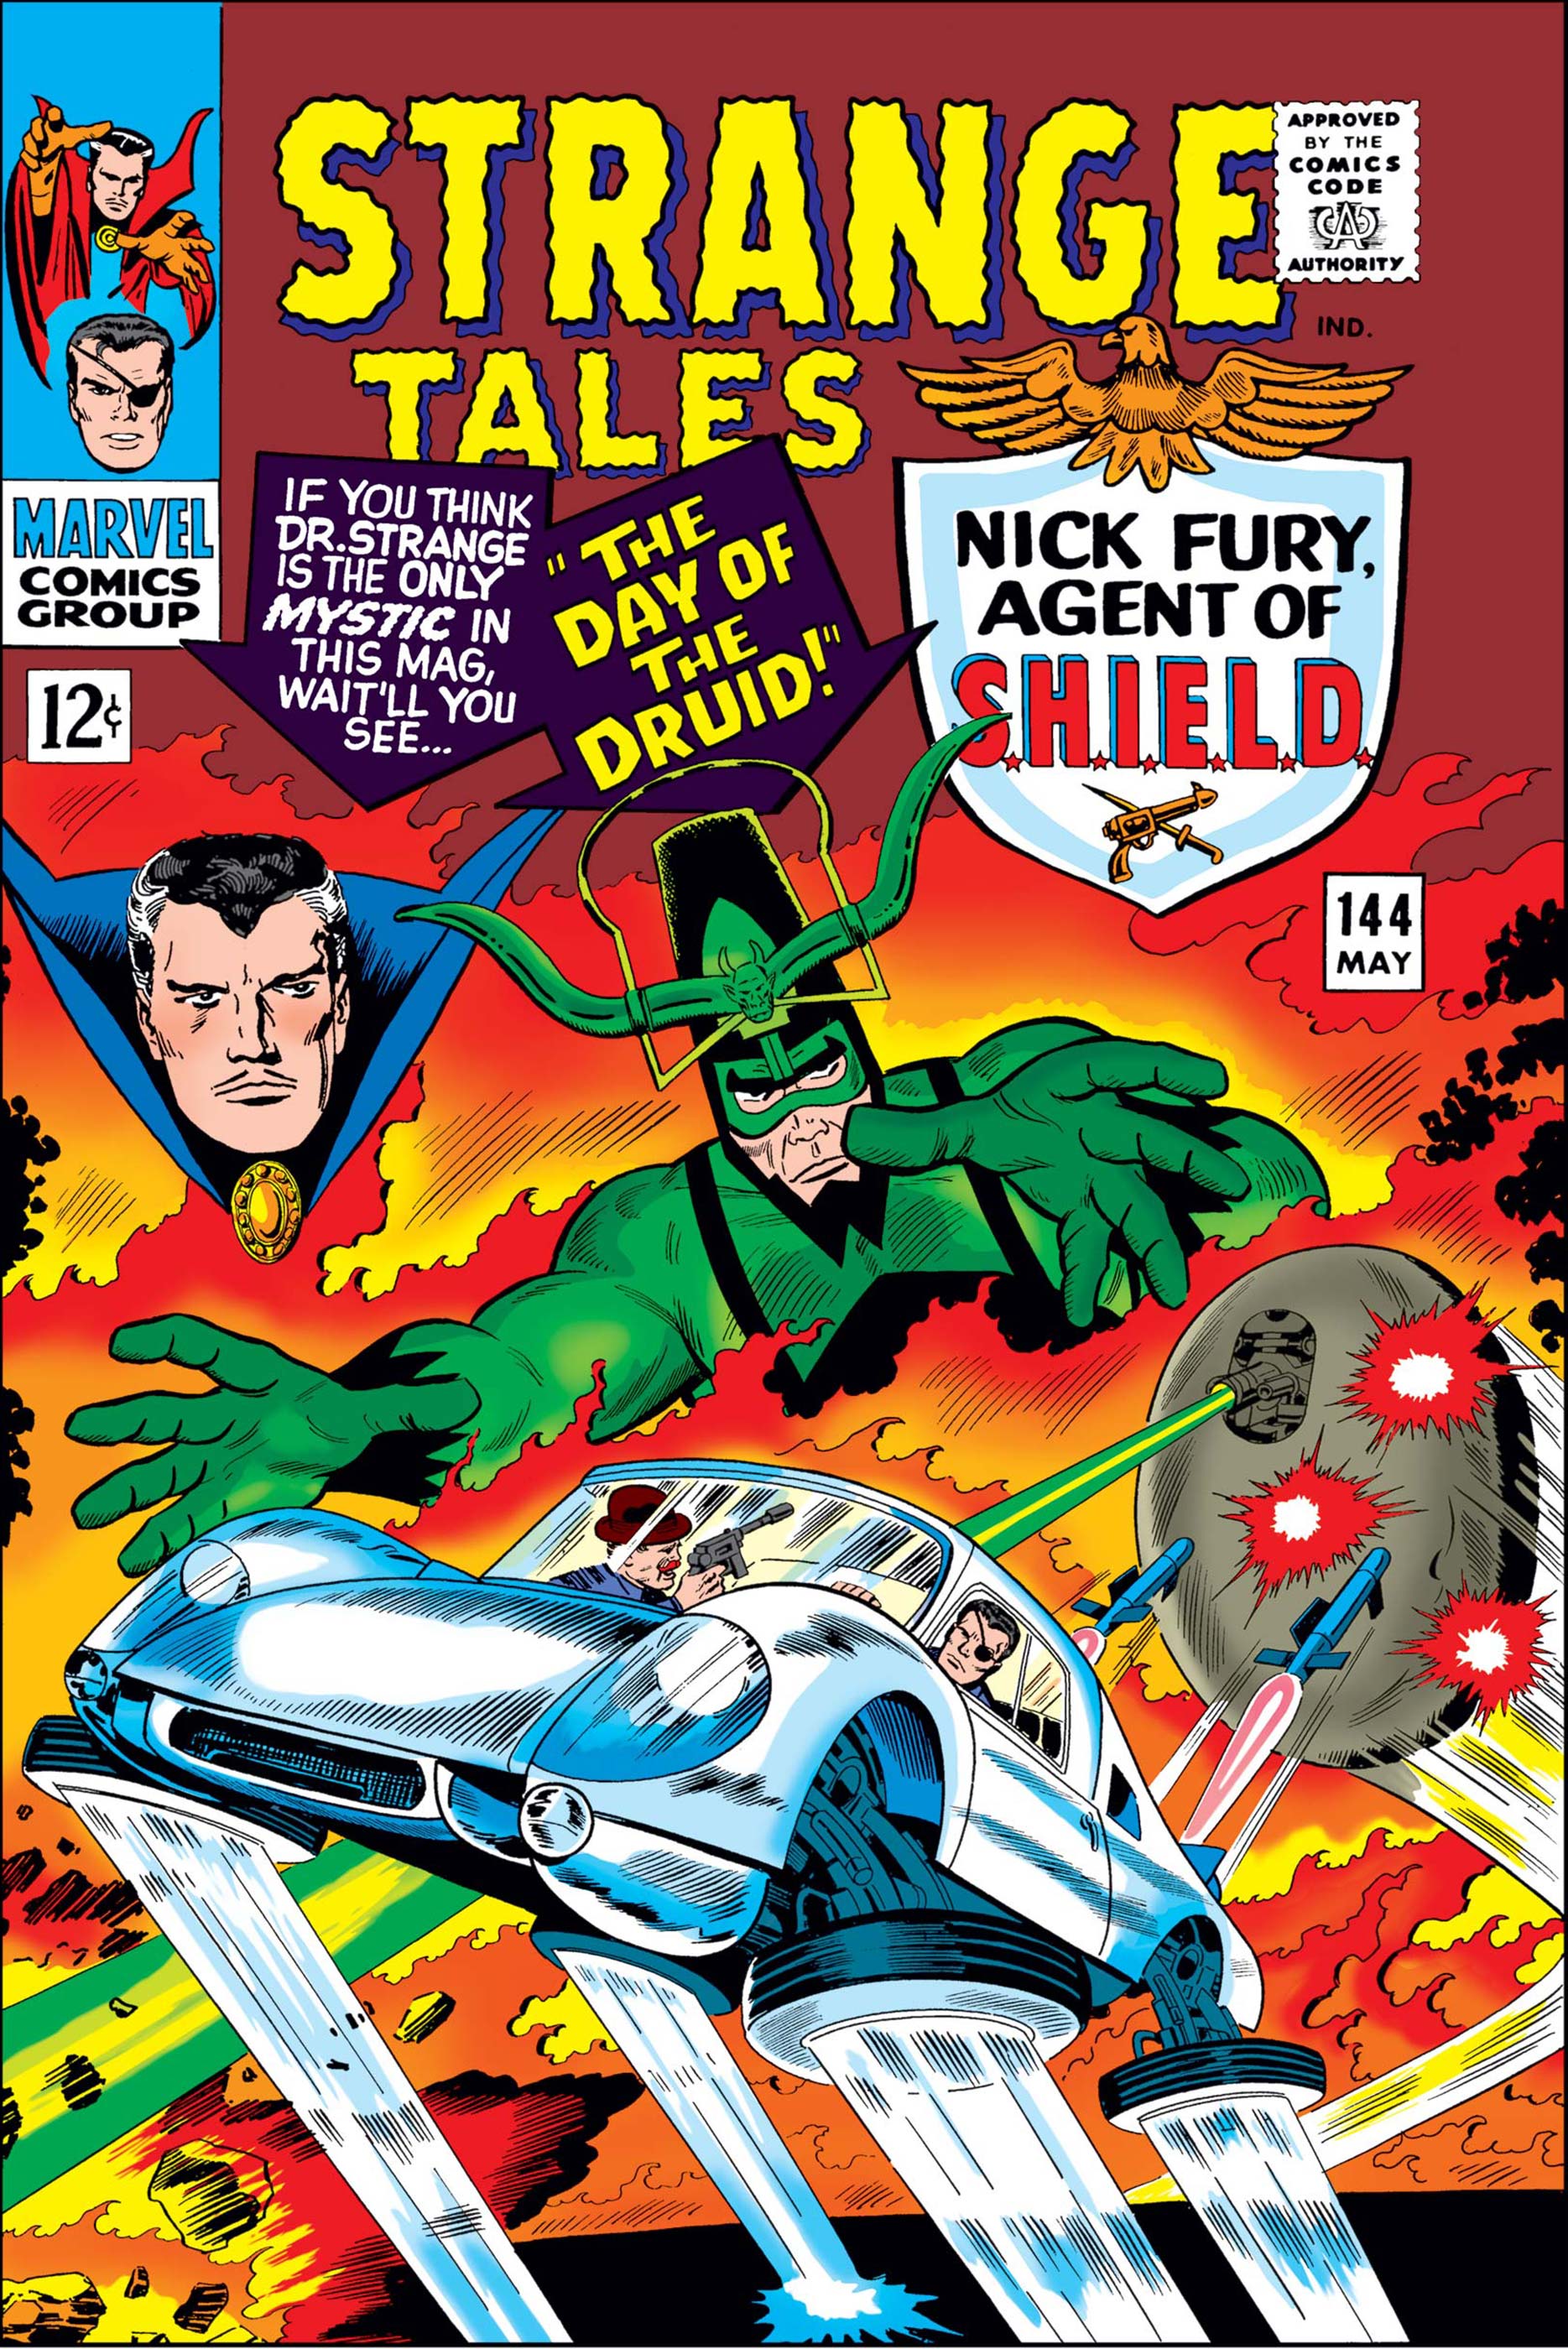 STRANGE
TALES
APPROVED
BY THE
COMICS
CODE
CA
AUTHORITY
IND.
MARVEL
COMICS
GROUP
12¢
IF YOU THINK
DR. STRANGE
IS THE ONLY
MYSTIC IN
THIS MAG,
WAIT'LL YOU
SEE...
"THE
DAY OF
THE
DRUID!"
NICK FURY,
AGENT OF
S.H.I.E.L.D.
144
MAY